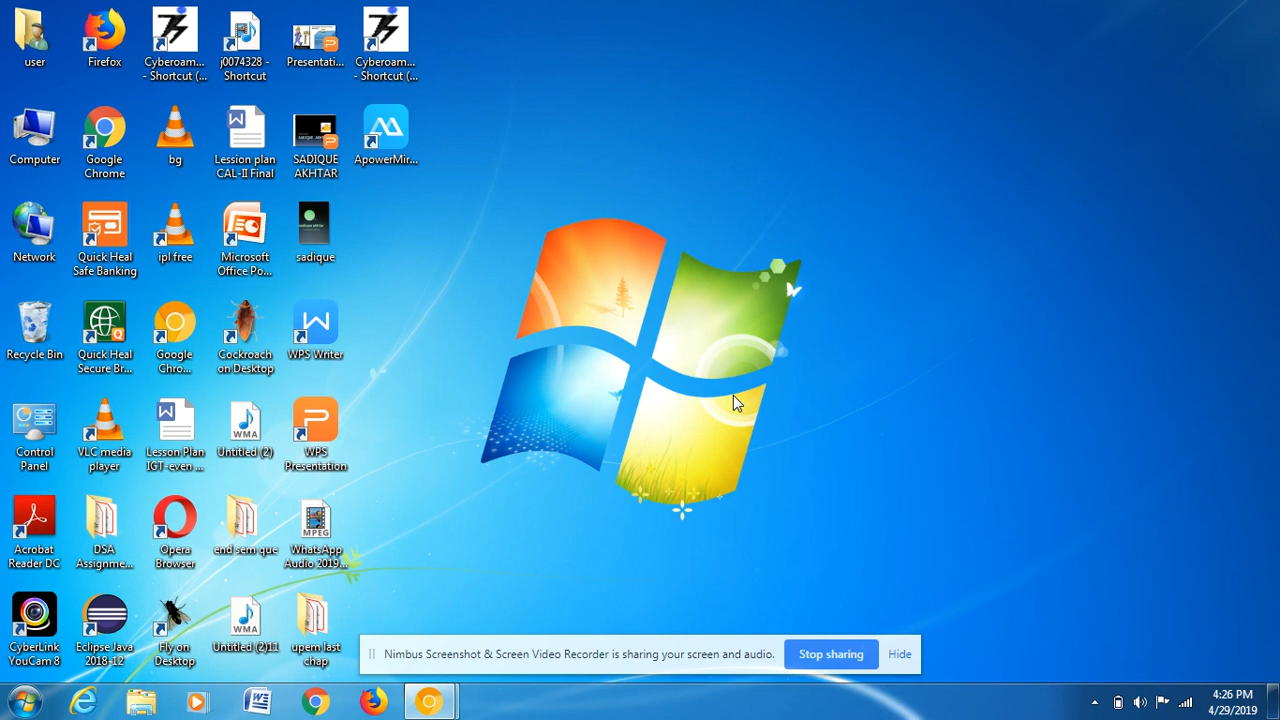 user
Firefox
Cyberoam...
- Shortcut (...
j0074328 -
Shortcut
Presentati...
Cyberoam...
- Shortcut (...
Computer
Google
Chrome
bg
W
Lession plan
CAL-II Final
SADIQUE
AKHTAR
ApowerMir...
Network
Quick Heal
Safe Banking
ipl free
Microsoft
Office Po...
sadique
Recycle Bin
Quick Heal
Secure Br...
Google
Chro...
Cockroach
on Desktop
WPS Writer
Control
Panel
VLC media
player
W
Lesson Plan
IGT-even ...
WMA
Untitled (2)
WPS
Presentation
Acrobat
Reader DC
DSA
Assignme...
Opera
Browser
end sem que
MPEG
WhatsApp
Audio 2019...
CyberLink
YouCam 8
Eclipse Java
2018-12
Fly on
Desktop
WMA
Untitled (2)11
upem last
chap
Nimbus Screenshot & Screen Video Recorder is sharing your screen and audio.
Stop sharing
Hide
4:26 PM
4/29/2019